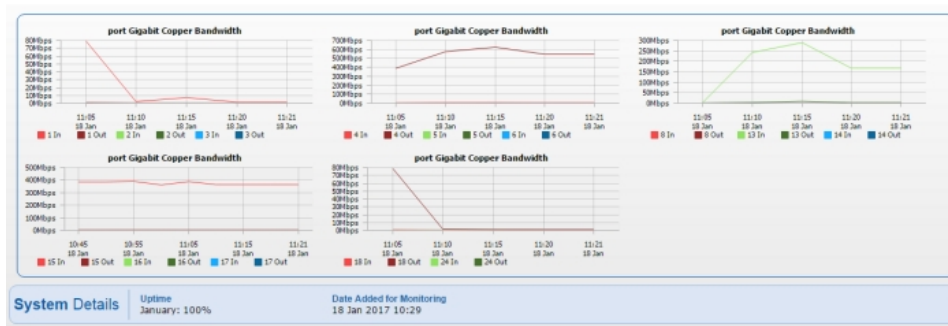 port Gigabit Copper Bandwidth
80Mbps
70Mbps
60Mbps
50Mbps
40Mbps
30Mbps
20Mbps
10Mbps
0Mbps
11:05 11:10 11:15 11:20 11:21
18 Jan 18 Jan 18 Jan 18 Jan 18 Jan
1 In 1 Out 2 In 2 Out 3 In 3 Out
port Gigabit Copper Bandwidth
700Mbps
600Mbps
500Mbps
400Mbps
300Mbps
200Mbps
100Mbps
0Mbps
11:05 11:10 11:15 11:20 11:21
18 Jan 18 Jan 18 Jan 18 Jan 18 Jan
4 In 4 Out 5 In 5 Out 6 In 6 Out
port Gigabit Copper Bandwidth
300Mbps
250Mbps
200Mbps
150Mbps
100Mbps
50Mbps
0Mbps
11:05 11:10 11:15 11:20 11:21
18 Jan 18 Jan 18 Jan 18 Jan 18 Jan
8 In 8 Out 13 In 13 Out 14 In 14 Out
port Gigabit Copper Bandwidth
500Mbps
400Mbps
300Mbps
200Mbps
100Mbps
0Mbps
10:45 10:55 11:05 11:15 11:21
18 Jan 18 Jan 18 Jan 18 Jan 18 Jan
15 In 15 Out 16 In 16 Out 17 In 17 Out
port Gigabit Copper Bandwidth
80Mbps
70Mbps
60Mbps
50Mbps
40Mbps
30Mbps
20Mbps
10Mbps
0Mbps
11:05 11:10 11:15 11:20 11:21
18 Jan 18 Jan 18 Jan 18 Jan 18 Jan
18 In 18 Out 24 In 24 Out
System Details
Uptime
January: 100%
Date Added for Monitoring
18 Jan 2017 10:29